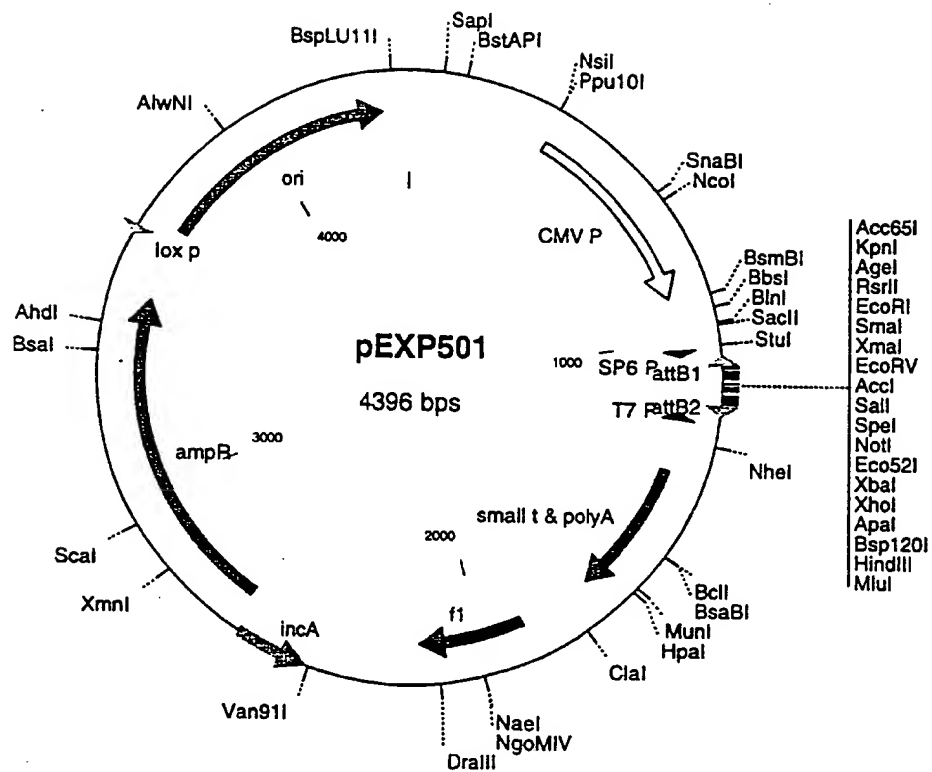 SapI
BspLU11I
BstAPI
NsiI
Ppu10I
AlwNI
SnaBI
NcoI
ori
4000
CMV P
lox p
Acc65I
KpnI
AgeI
RsrII
EcoRI
SmaI
XmaI
EcoRV
AccI
SalI
SpeI
NotI
Eco52I
XbaI
XhoI
ApaI
Bsp120I
HindIII
MluI
BsmBI
BbsI
BlnI
SacII
StuI
AhdI
BsaI
pEXP501
4396 bps
1000
SP6 P
attB1
T7 P
attB2
NheI
ampR
3000
small t & polyA
2000
ScaI
XmnI
BclI
BsaBI
MunI
HpaI
ClaI
f1
incA
Van91I
NaeI
NgoMIV
DraIII